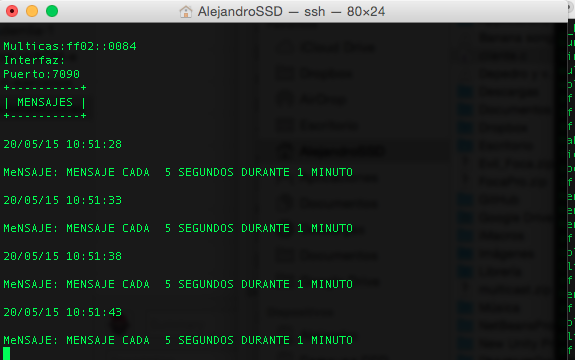 AlejandroSSD — ssh — 80×24
Multicas:ff02::0084
Interfaz:
Puerto:7090
+----------+
| MENSAJES |
+----------+
20/05/15 10:51:28
MeNSAJE: MENSAJE CADA  5 SEGUNDOS DURANTE 1 MINUTO
20/05/15 10:51:33
MeNSAJE: MENSAJE CADA  5 SEGUNDOS DURANTE 1 MINUTO
20/05/15 10:51:38
MeNSAJE: MENSAJE CADA  5 SEGUNDOS DURANTE 1 MINUTO
20/05/15 10:51:43
MeNSAJE: MENSAJE CADA  5 SEGUNDOS DURANTE 1 MINUTO